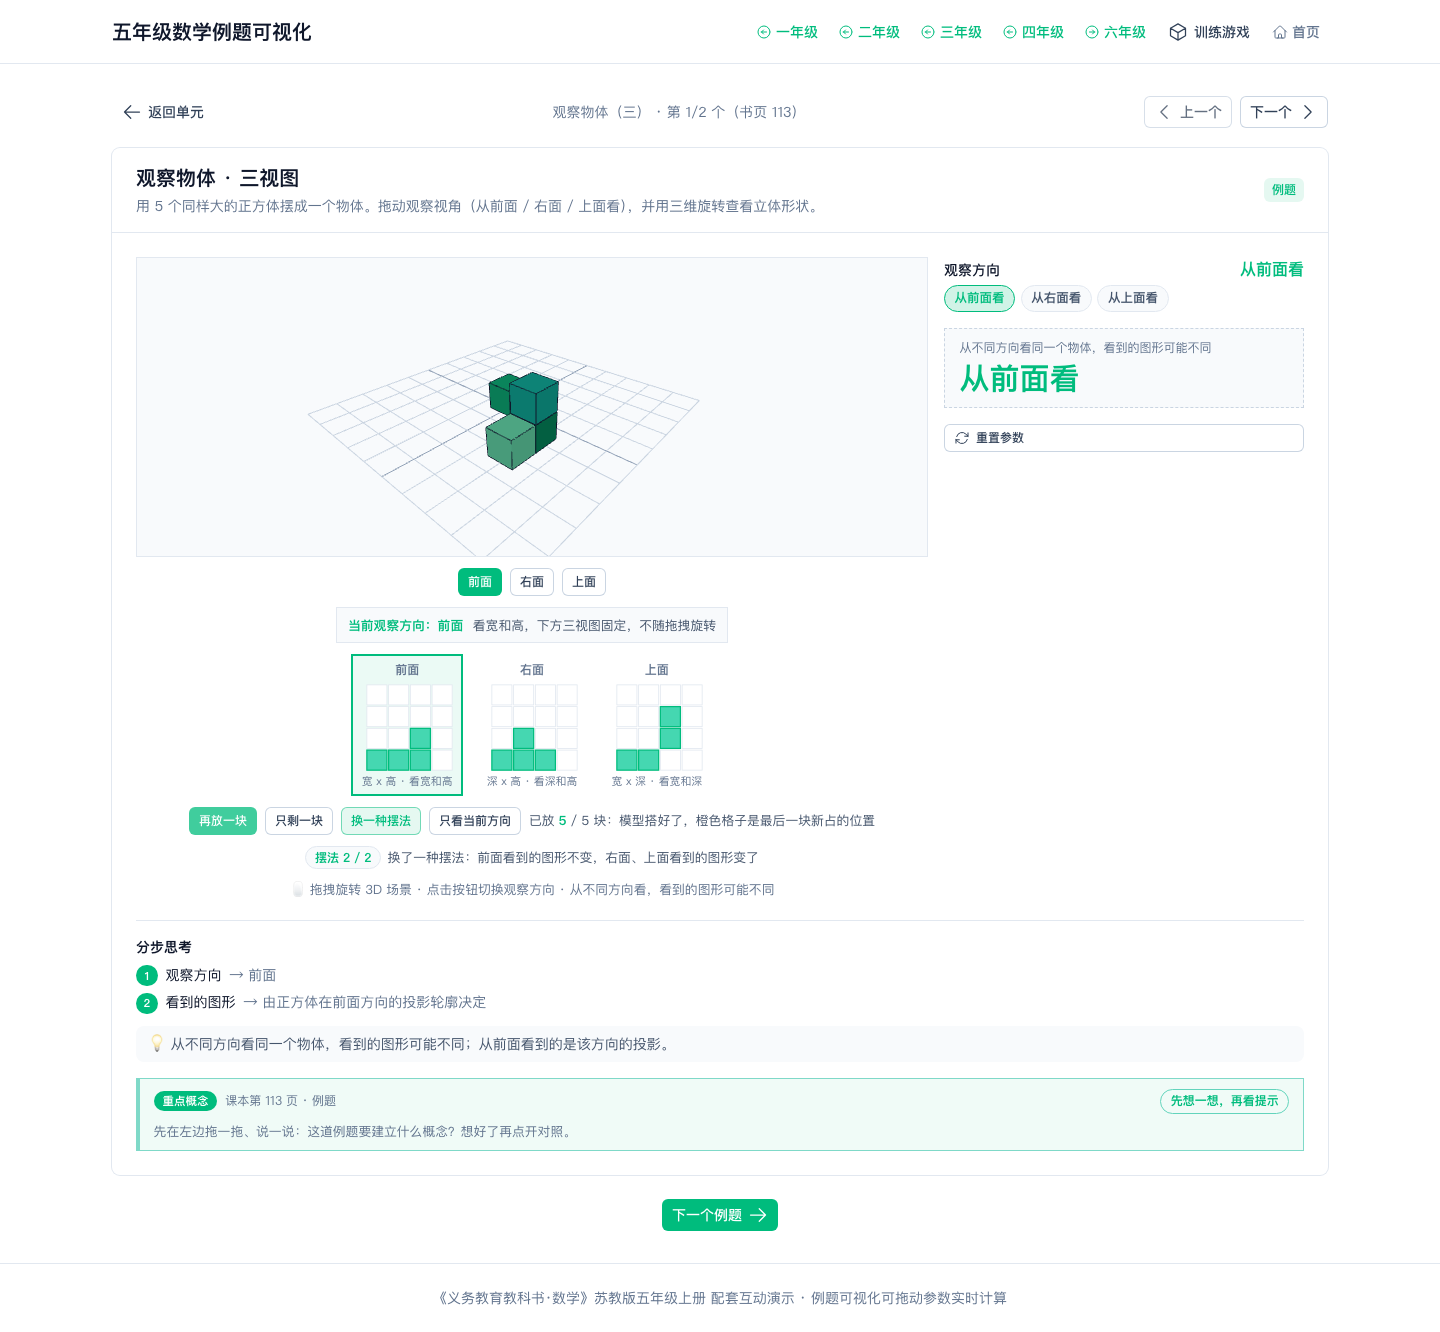 五年级数学例题可视化
一年级 二年级 三年级 四年级 六年级 训练游戏 首页
返回单元
观察物体（三） · 第 1/2 个（书页 113）
上一个 下一个
观察物体 · 三视图
用 5 个同样大的正方体摆成一个物体。拖动观察视角（从前面 / 右面 / 上面看），并用三维旋转查看立体形状。
例题
观察方向 从前面看
从前面看 从右面看 从上面看
从不同方向看同一个物体，看到的图形可能不同
从前面看
重置参数
前面 右面 上面
当前观察方向：前面 看宽和高，下方三视图固定，不随拖拽旋转
前面 右面 上面
宽 x 高 · 看宽和高 深 x 高 · 看深和高 宽 x 深 · 看宽和深
再放一块 只剩一块 换一种摆法 只看当前方向 已放 5 / 5 块：模型搭好了，橙色格子是最后一块新占的位置
摆法 2 / 2 换了一种摆法：前面看到的图形不变，右面、上面看到的图形变了
拖拽旋转 3D 场景 · 点击按钮切换观察方向 · 从不同方向看，看到的图形可能不同
分步思考
1 观察方向 → 前面
2 看到的图形 → 由正方体在前面方向的投影轮廓决定
从不同方向看同一个物体，看到的图形可能不同；从前面看到的是该方向的投影。
重点概念 课本第 113 页 · 例题 先想一想，再看提示
先在左边拖一拖、说一说：这道例题要建立什么概念？想好了再点开对照。
下一个例题 →
《义务教育教科书·数学》苏教版五年级上册 配套互动演示 · 例题可视化可拖动参数实时计算